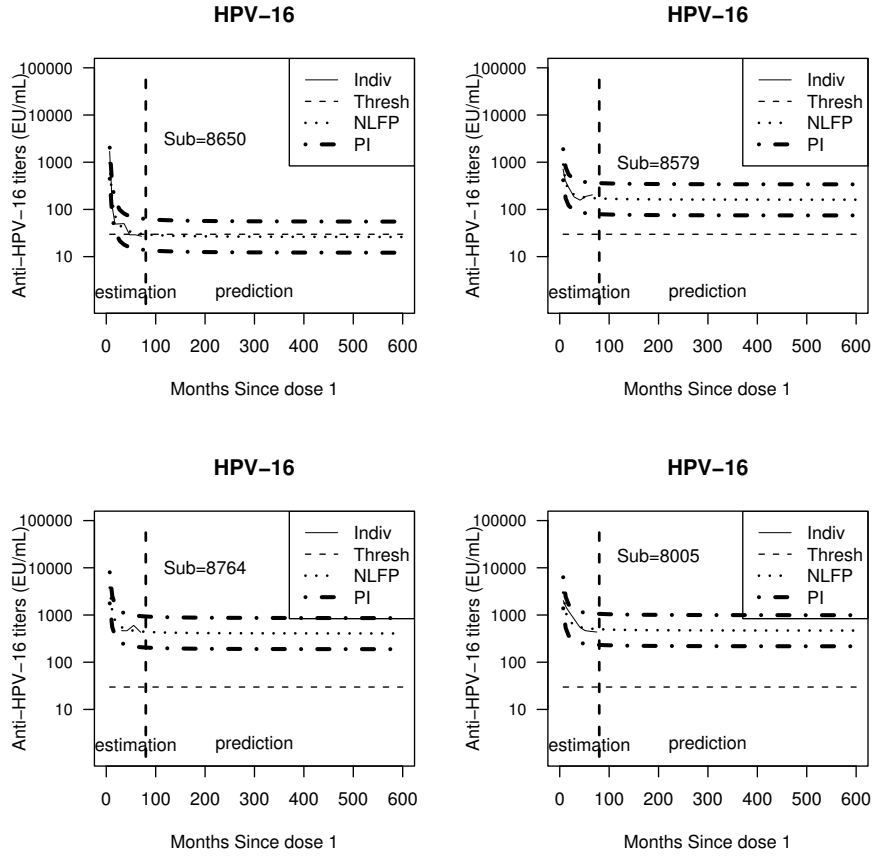 HPV−16
Anti−HPV−16 titers (EU/mL)
100000
10000
1000
100
10
Indiv
Thresh
NLFP
PI
Sub=8650
estimation
prediction
0 100 200 300 400 500 600
Months Since dose 1
HPV−16
Anti−HPV−16 titers (EU/mL)
100000
10000
1000
100
10
Indiv
Thresh
NLFP
PI
Sub=8579
estimation
prediction
0 100 200 300 400 500 600
Months Since dose 1
HPV−16
Anti−HPV−16 titers (EU/mL)
100000
10000
1000
100
10
Indiv
Thresh
NLFP
PI
Sub=8764
estimation
prediction
0 100 200 300 400 500 600
Months Since dose 1
HPV−16
Anti−HPV−16 titers (EU/mL)
100000
10000
1000
100
10
Indiv
Thresh
NLFP
PI
Sub=8005
estimation
prediction
0 100 200 300 400 500 600
Months Since dose 1